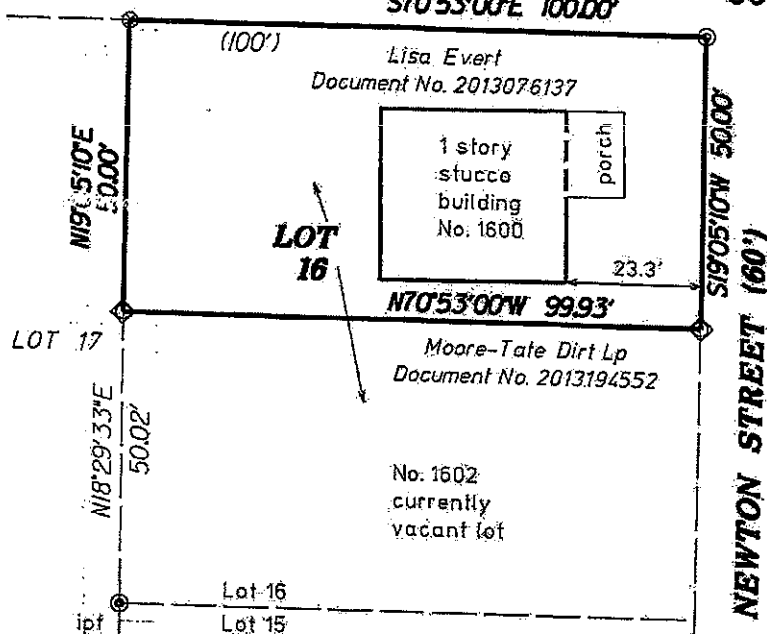 S70°53'00"E 100.00'
(100')
Lisa Evert
Document No. 2013076137
1 story
stucco
building
No. 1600
porch
50.00'
S19°05'10"W 50.00'
LOT
16
23.3'
N70°53'00"W 99.93'
LOT 17
Moore-Tate Dirt Lp
Document No. 2013194552
N18°29'33"E
50.02'
No. 1602
currently
vacant lot
NEWTON STREET (60')
Lot 16
ipf
Lot 15